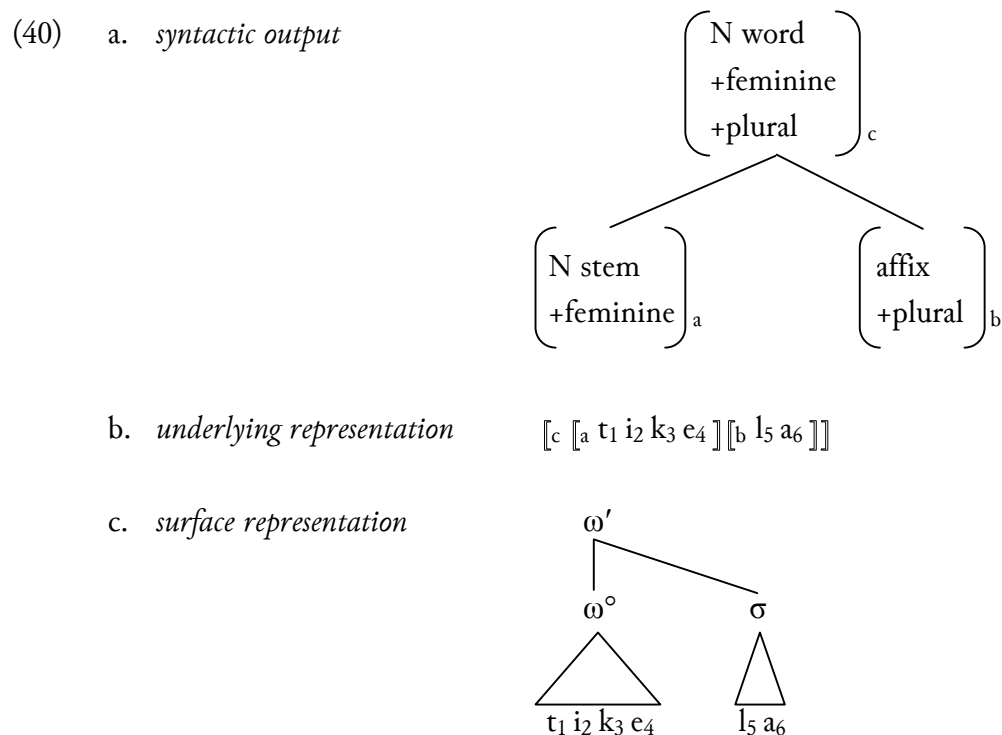 (40) a. syntactic output
N word
+feminine
+plural c
N stem
+feminine a
affix
+plural b
b. underlying representation ⟦c ⟦a t₁ i₂ k₃ e₄ ⟧⟦b l₅ a₆ ⟧⟧
c. surface representation
ω′
ω° σ
t₁ i₂ k₃ e₄ l₅ a₆